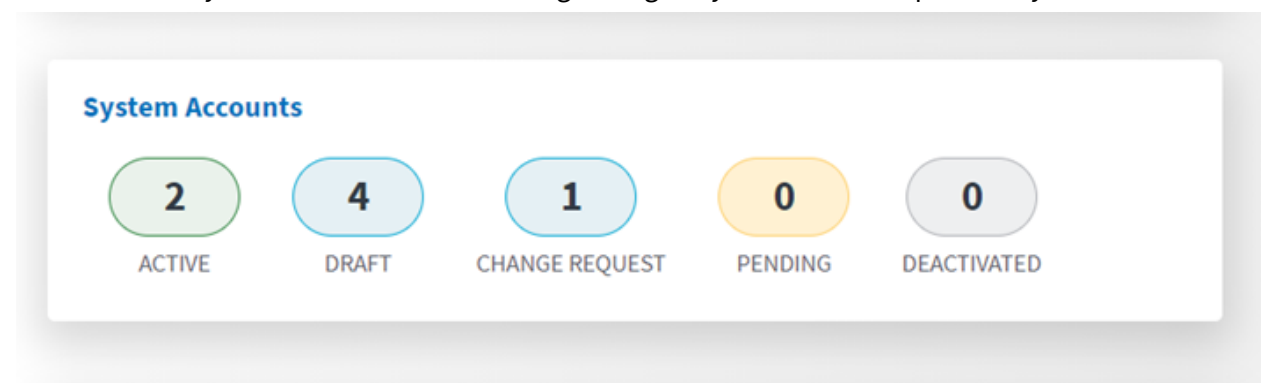 System Accounts
2 4 1 0 0
ACTIVE DRAFT CHANGE REQUEST PENDING DEACTIVATED